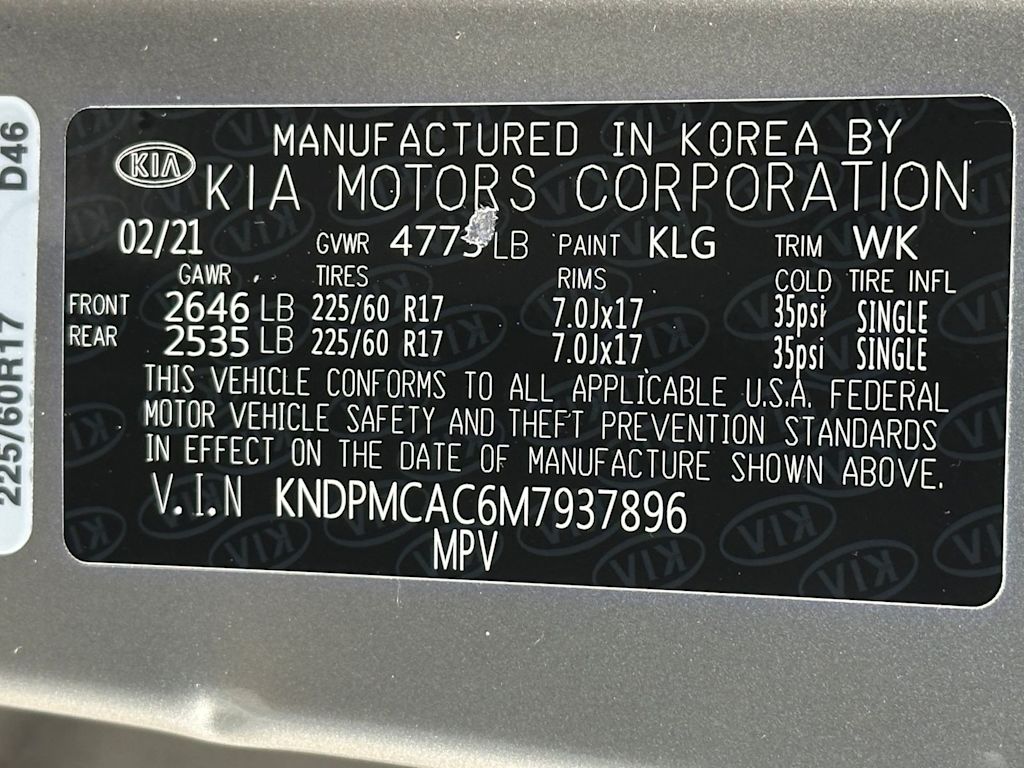 D46
225/60R17
MANUFACTURED IN KOREA BY
KIA KIA MOTORS CORPORATION
02/21 GVWR LB PAINT KLG TRIM WK
GAWR TIRES RIMS COLD TIRE INFL
FRONT 2646 LB 225/60 R17 7.0Jx17 35psi SINGLE
REAR 2535 LB 225/60 R17 7.0Jx17 35psi SINGLE
THIS VEHICLE CONFORMS TO ALL APPLICABLE U.S.A. FEDERAL
MOTOR VEHICLE SAFETY AND THEFT PREVENTION STANDARDS
IN EFFECT ON THE DATE OF MANUFACTURE SHOWN ABOVE.
V.I.N KNDPMCAC6M7937896
MPV